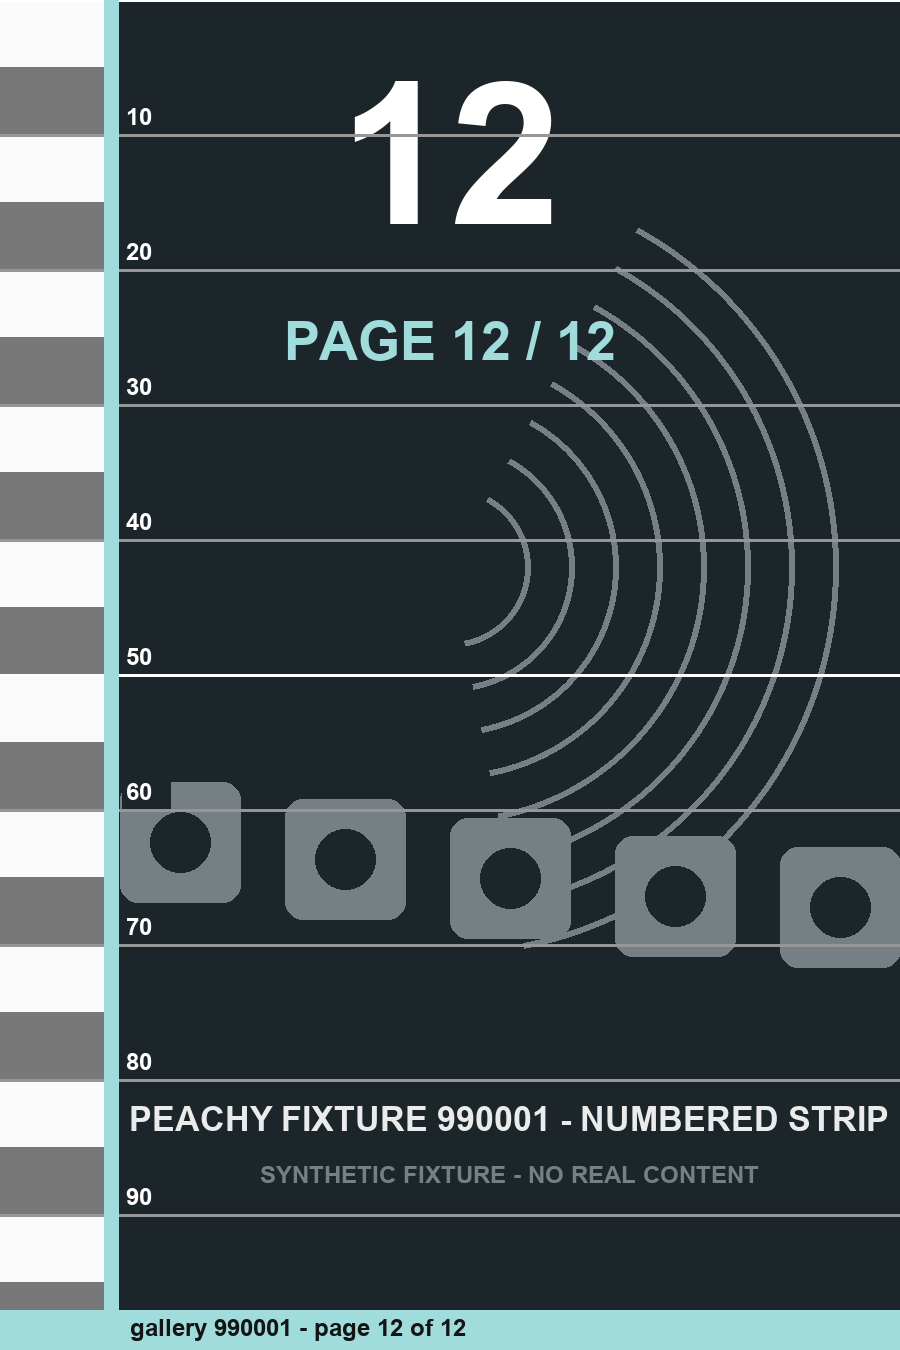 12
10
20
PAGE 12 / 12
30
40
50
60
70
80
PEACHY FIXTURE 990001 - NUMBERED STRIP
SYNTHETIC FIXTURE - NO REAL CONTENT
90
gallery 990001 - page 12 of 12